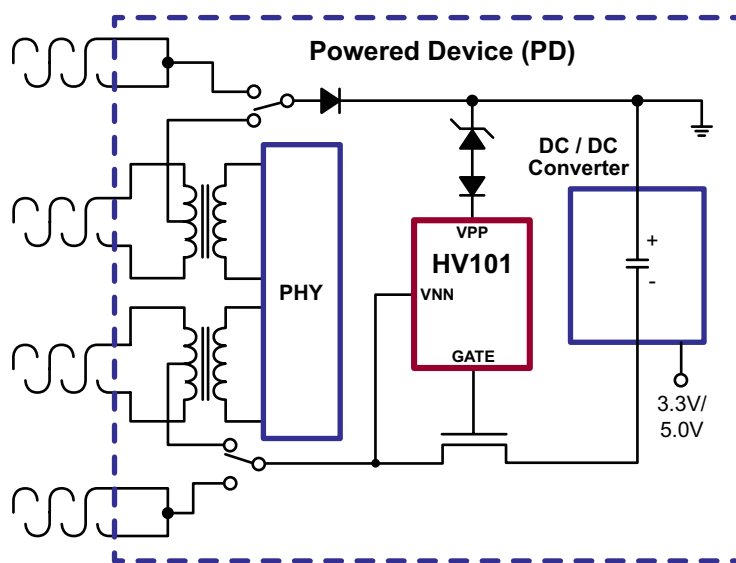 Powered Device (PD)
DC / DC
Converter
VPP
HV101
VNN
GATE
PHY
+
-
3.3V/
5.0V